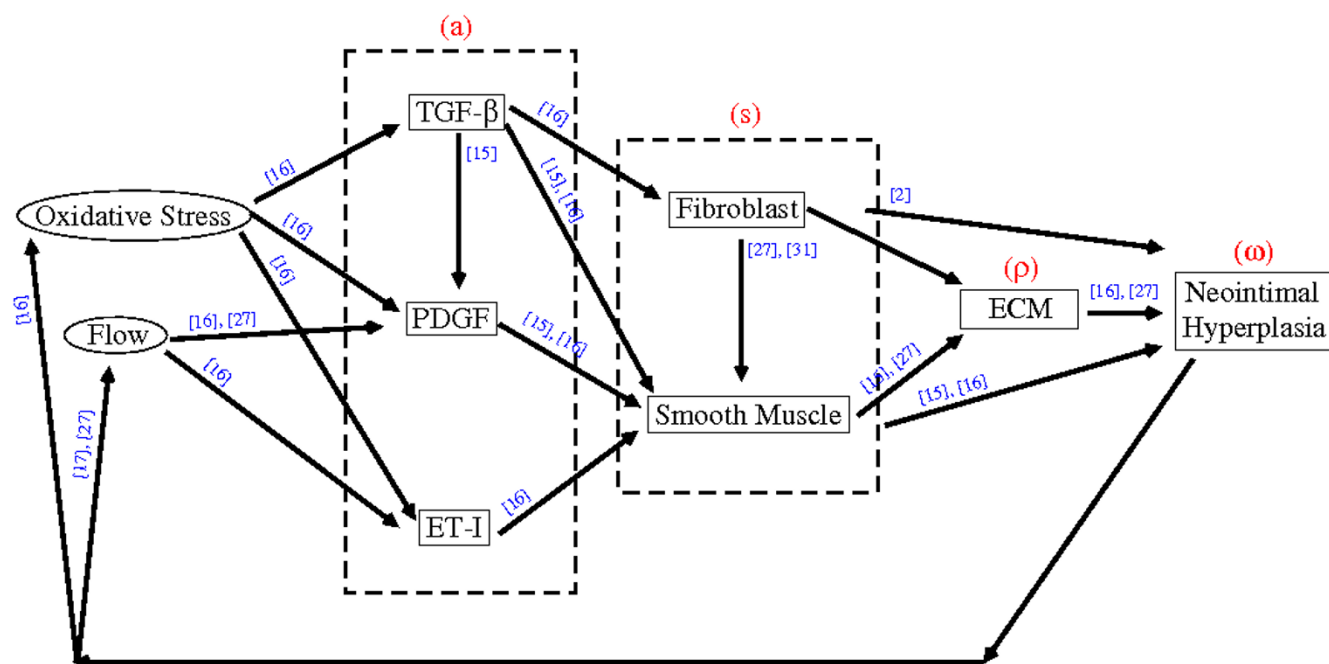 (a)
TGF-β
[16]
(s)
[15]
[15], [16]
[16]
[2]
Oxidative Stress
Fibroblast
[16]
[27], [31]
(ρ)
(ω)
[16]
[16]
ECM
[16], [27]
Neointimal
Hyperplasia
Flow
[16], [27]
PDGF
[15], [16]
[16]
[16], [27]
[15], [16]
Smooth Muscle
[17], [27]
[16]
ET-I